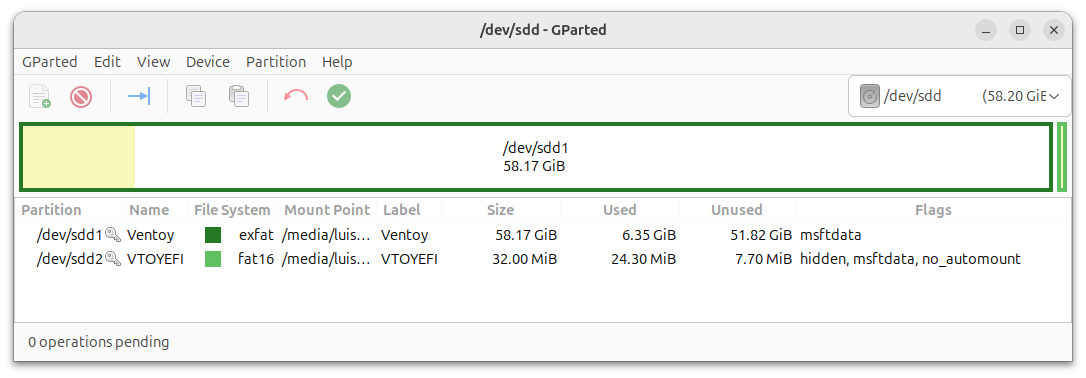 /dev/sdd - GParted
GParted Edit View Device Partition Help
/dev/sdd (58.20 GiB
/dev/sdd1
58.17 GiB
Partition Name File System Mount Point Label Size Used Unused Flags
/dev/sdd1 Ventoy exfat /media/luis... Ventoy 58.17 GiB 6.35 GiB 51.82 GiB msftdata
/dev/sdd2 VTOYEFI fat16 /media/luis... VTOYEFI 32.00 MiB 24.30 MiB 7.70 MiB hidden, msftdata, no_automount
0 operations pending